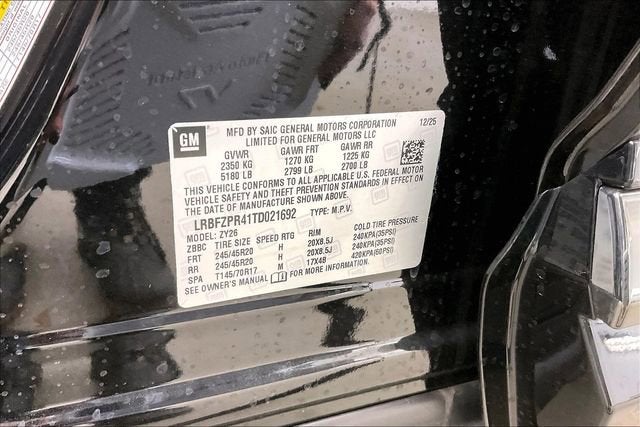 GM
MFD BY SAIC GENERAL MOTORS CORPORATION 12/25
LIMITED FOR GENERAL MOTORS LLC
GVWR GAWR FRT GAWR RR
2350 KG 1270 KG 1225 KG
5180 LB 2799 LB 2700 LB
THIS VEHICLE CONFORMS TO ALL APPLICABLE U.S. FEDERAL MOTOR
VEHICLE SAFETY AND THEFT PREVENTION STANDARDS IN EFFECT ON
THE DATE OF MANUFACTURE SHOWN ABOVE.
LRBFZPR41TD021692 TYPE: M.P.V.
MODEL: ZY26
ZBBC TIRE SIZE SPEED RTG RIM COLD TIRE PRESSURE
FRT 245/45R20 H 20X8.5J 240KPA(35PSI)
RR 245/45R20 H 20X8.5J 240KPA(35PSI)
SPA T145/70R17 M 17X4B 420KPA(60PSI)
SEE OWNER'S MANUAL FOR MORE INFORMATION.